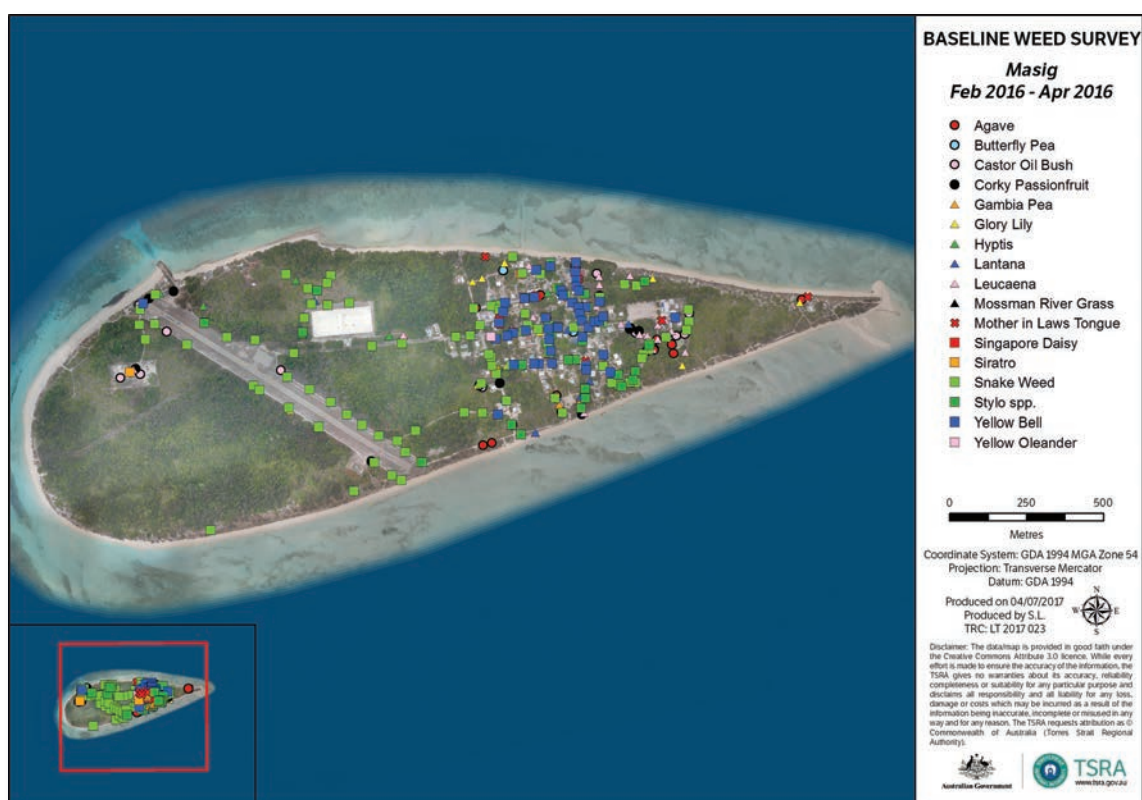 BASELINE WEED SURVEY
Masig
Feb 2016 - Apr 2016
Agave
Butterfly Pea
Castor Oil Bush
Corky Passionfruit
Gambia Pea
Glory Lily
Hyptis
Lantana
Leucaena
Mossman River Grass
Mother in Laws Tongue
Singapore Daisy
Siratro
Snake Weed
Stylo spp.
Yellow Bell
Yellow Oleander
0 250 500
Metres
Coordinate System: GDA 1994 MGA Zone 54
Projection: Transverse Mercator
Datum: GDA 1994
Produced on 04/07/2017
Produced by S.L.
TRC: LT 2017 023
N
W E
S
Disclaimer: The data/map is provided in good faith under
the Creative Commons Attribute 3.0 licence. While every
effort is made to ensure the accuracy of the information, the
TSRA gives no warranties about its accuracy, reliability
completeness or suitability for any particular purpose and
disclaims all responsibility and all liability for any loss,
damage or costs which may be incurred as a result of the
information being inaccurate, incomplete or misused in any
way and for any reason. The TSRA requests attribution as ©
Commonwealth of Australia (Torres Strait Regional
Authority).
Australian Government
TSRA
www.tsra.gov.au